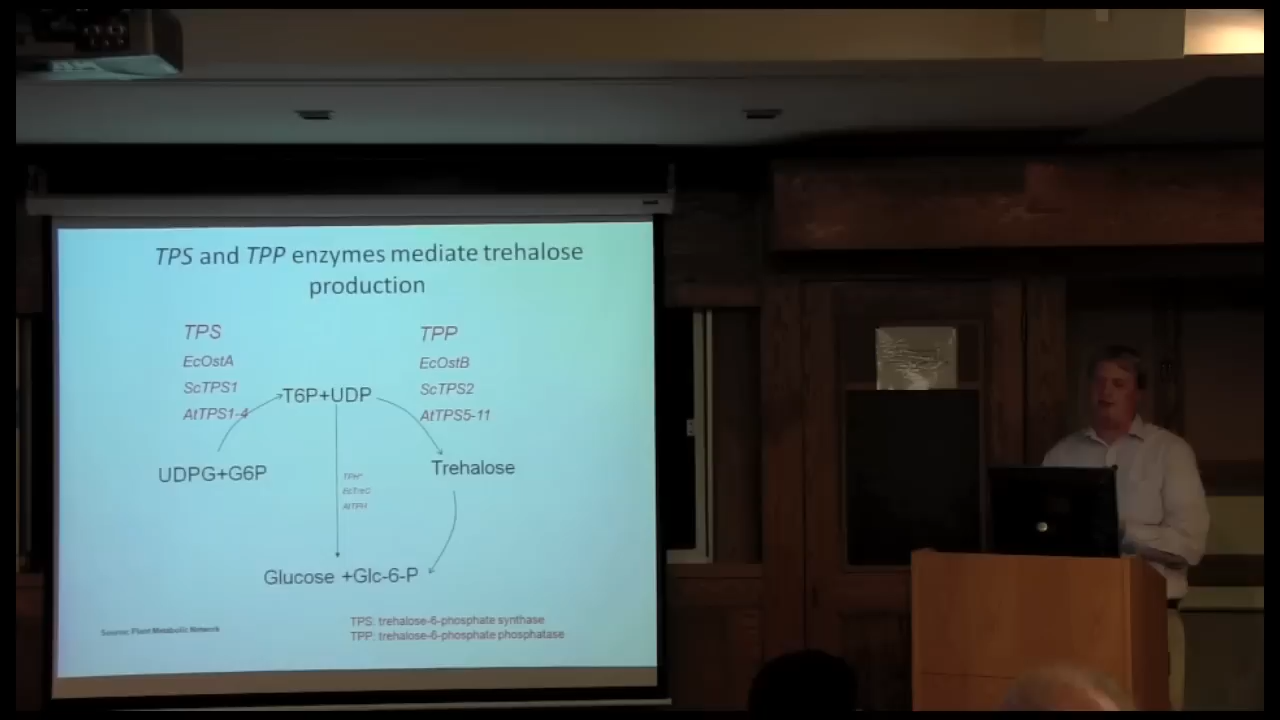 TPS and TPP enzymes mediate trehalose
production
TPS
EcOstA
ScTPS1
AtTPS1-4
TPP
EcOstB
ScTPS2
AtTPS5-11
T6P+UDP
UDPG+G6P
Trehalose
AtTPH
Glucose +Glc-6-P
TPS: trehalose-6-phosphate synthase
TPP: trehalose-6-phosphate phosphatase
Source: Plant Metabolic Network